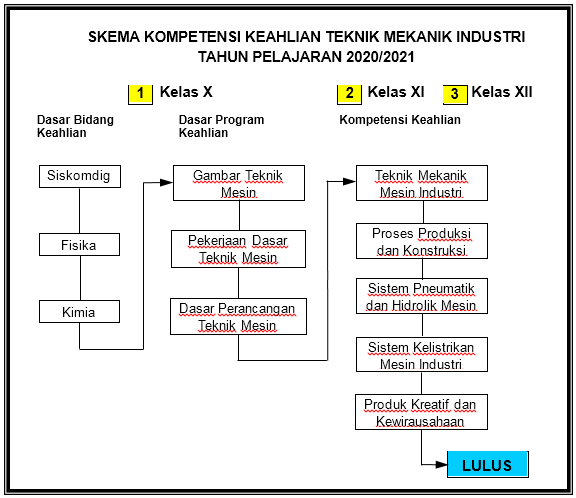 SKEMA KOMPETENSI KEAHLIAN TEKNIK MEKANIK INDUSTRI
TAHUN PELAJARAN 2020/2021
1 Kelas X
2 Kelas XI
3 Kelas XII
Dasar Bidang
Keahlian
Dasar Program
Keahlian
Kompetensi Keahlian
Siskomdig
Fisika
Kimia
Gambar Teknik
Mesin
Pekerjaan Dasar
Teknik Mesin
Dasar Perancangan
Teknik Mesin
Teknik Mekanik
Mesin Industri
Proses Produksi
dan Konstruksi
Sistem Pneumatik
dan Hidrolik Mesin
Sistem Kelistrikan
Mesin Industri
Produk Kreatif dan
Kewirausahaan
LULUS